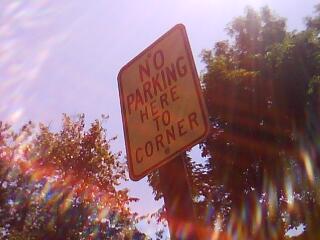 NO
PARKING
HERE
TO
CORNER